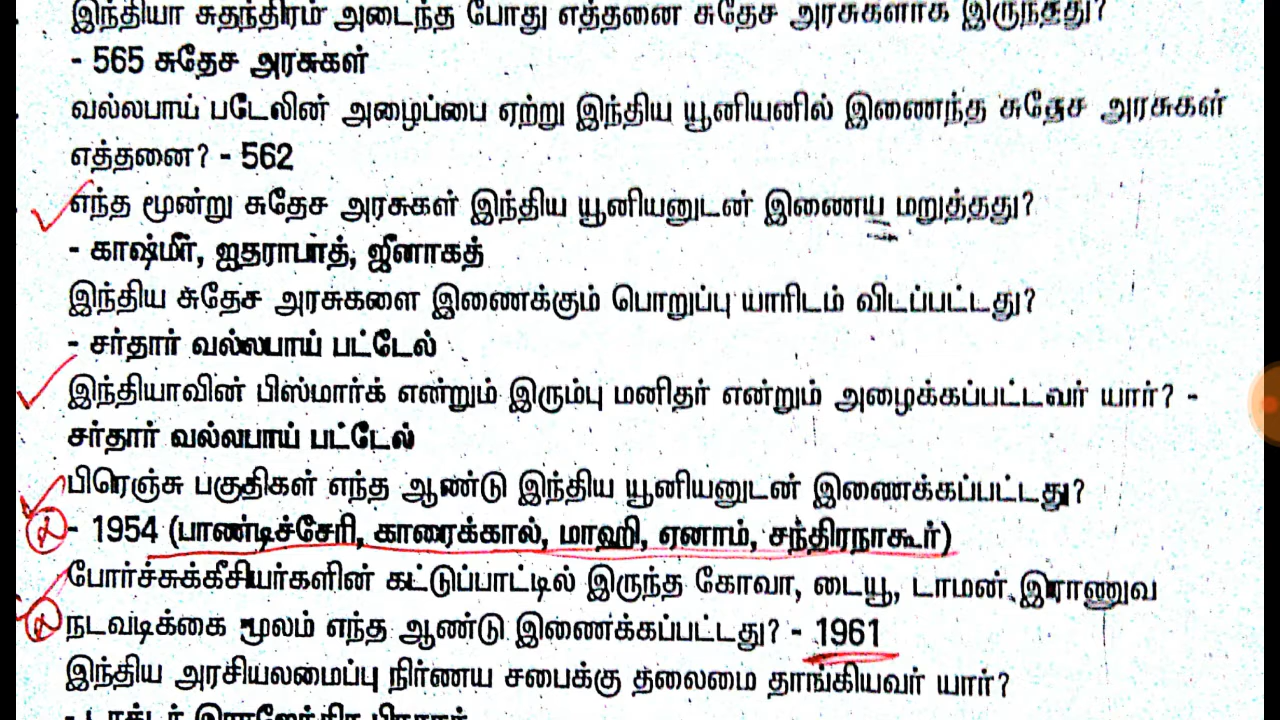 இந்தியா சுதந்திரம் அடைந்த போது எத்தனை சுதேச அரசுகளாக இருந்தது?
- 565 சுதேச அரசுகள்
வல்லபாய் படேலின் அழைப்பை ஏற்று இந்திய யூனியனில் இணைந்த சுதேச அரசுகள்
எத்தனை? - 562
எந்த மூன்று சுதேச அரசுகள் இந்திய யூனியனுடன் இணைய மறுத்தது?
- காஷ்மீர், ஐதராபாத், ஜீனாகத்
இந்திய சுதேச அரசுகளை இணைக்கும் பொறுப்பு யாரிடம் விடப்பட்டது?
- சர்தார் வல்லபாய் பட்டேல்
இந்தியாவின் பிஸ்மார்க் என்றும் இரும்பு மனிதர் என்றும் அழைக்கப்பட்டவர் யார்? -
சர்தார் வல்லபாய் பட்டேல்
பிரெஞ்சு பகுதிகள் எந்த ஆண்டு இந்திய யூனியனுடன் இணைக்கப்பட்டது?
- 1954 (பாண்டிச்சேரி, காரைக்கால், மாஹி, ஏனாம், சந்திரநாகூர்)
போர்ச்சுக்கீசியர்களின் கட்டுப்பாட்டில் இருந்த கோவா, டையூ, டாமன் இராணுவ
நடவடிக்கை மூலம் எந்த ஆண்டு இணைக்கப்பட்டது? - 1961
இந்திய அரசியலமைப்பு நிர்ணய சபைக்கு தலைமை தாங்கியவர் யார்?
- டாக்டர் இராஜேந்திர பிரசாத்